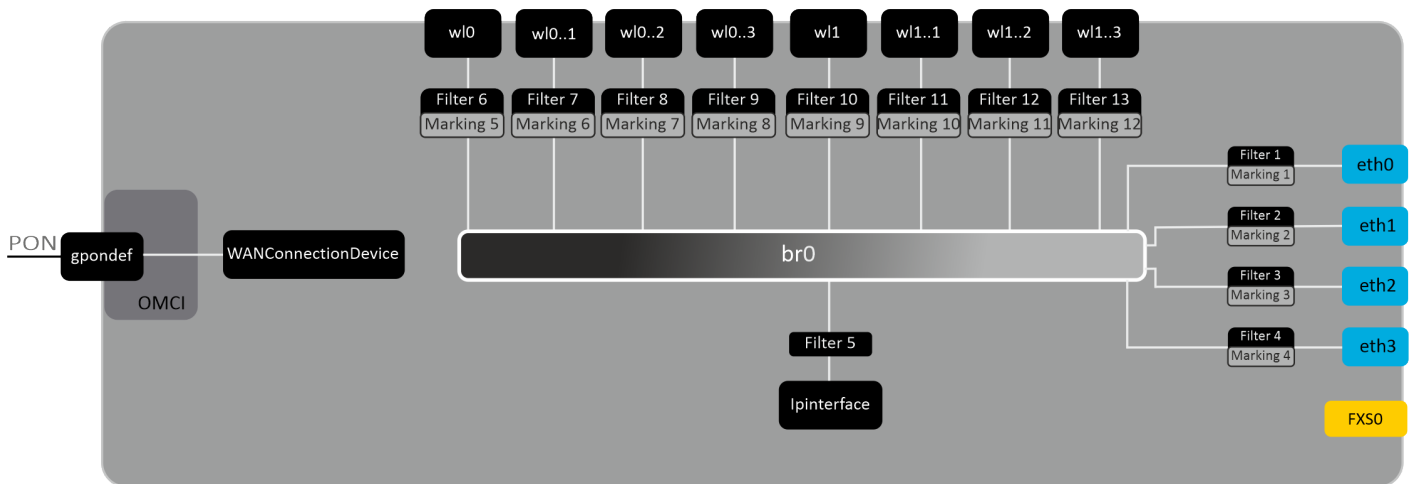 wl0
wl0..1
wl0..2
wl0..3
wl1
wl1..1
wl1..2
wl1..3
Filter 6
Marking 5
Filter 7
Marking 6
Filter 8
Marking 7
Filter 9
Marking 8
Filter 10
Marking 9
Filter 11
Marking 10
Filter 12
Marking 11
Filter 13
Marking 12
Filter 1
Marking 1
eth0
Filter 2
Marking 2
eth1
PON
gpondef
OMCI
WANConnectionDevice
br0
Filter 3
Marking 3
eth2
Filter 4
Marking 4
eth3
Filter 5
Ipinterface
FXS0